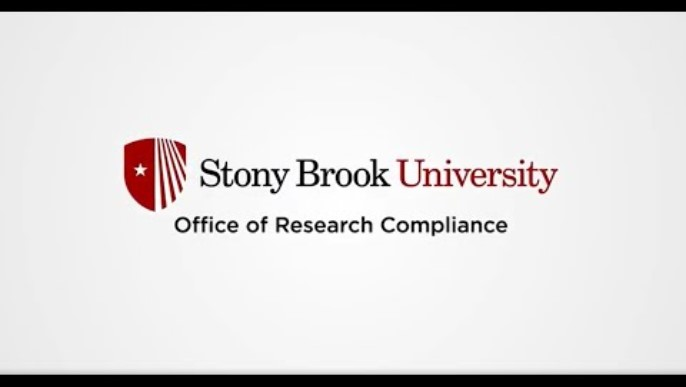 Stony Brook University
Office of Research Compliance